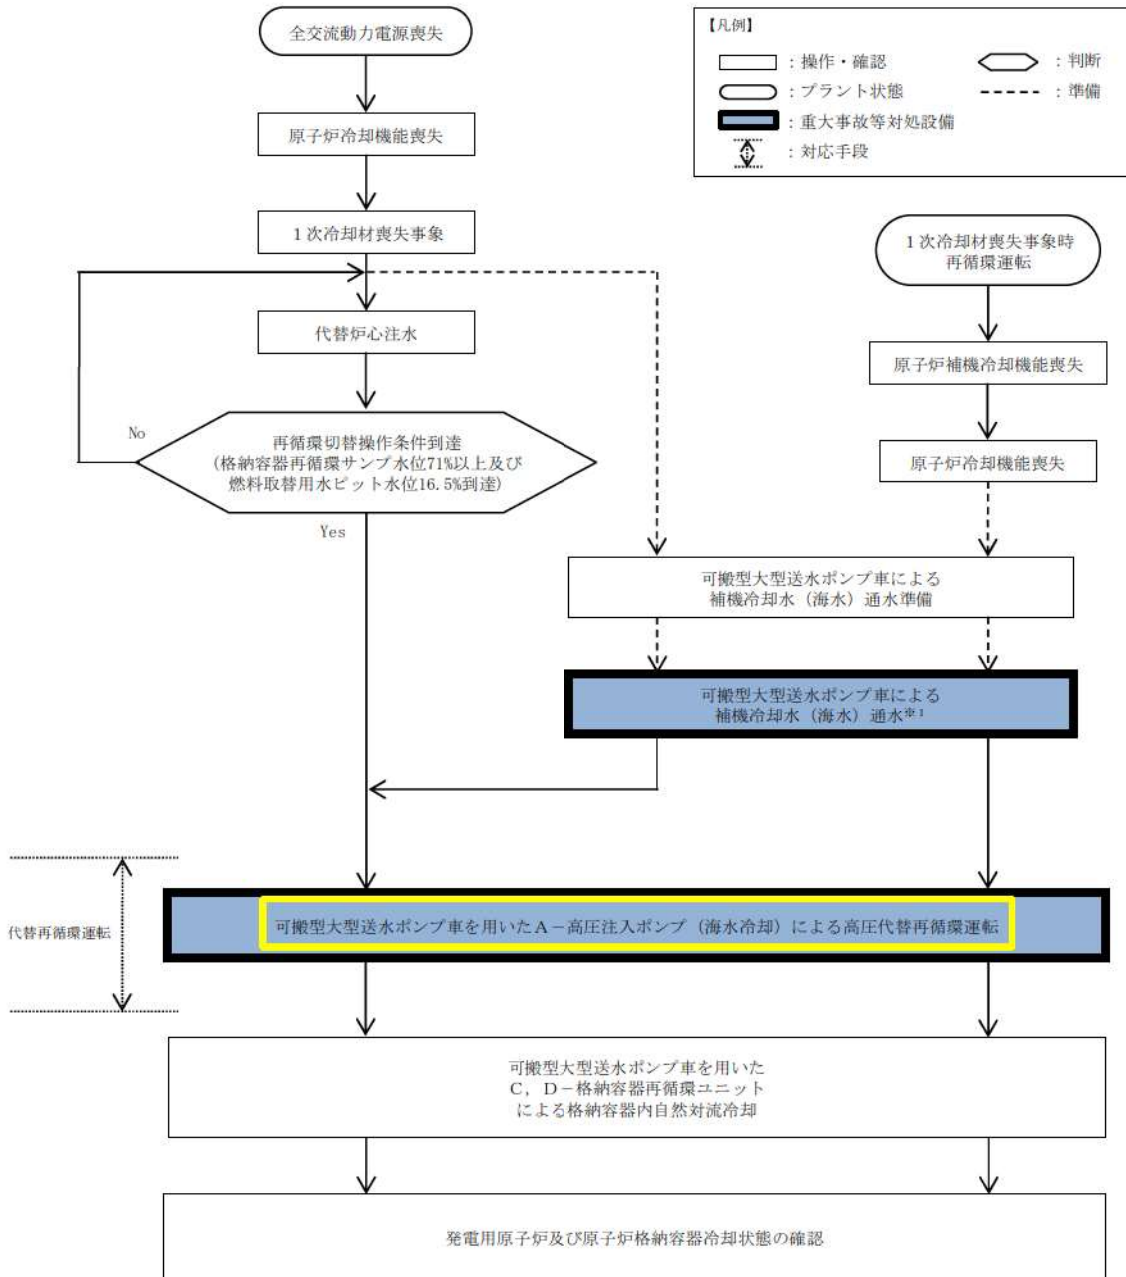 全交流動力電源喪失
【凡例】
：操作・確認
：判断
：プラント状態
：準備
：重大事故等対処設備
：対応手段
原子炉冷却機能喪失
１次冷却材喪失事象
１次冷却材喪失事象時
再循環運転
代替炉心注水
原子炉補機冷却機能喪失
No
再循環切替操作条件到達
(格納容器再循環サンプ水位71%以上及び
燃料取替用水ピット水位16.5%到達)
原子炉冷却機能喪失
Yes
可搬型大型送水ポンプ車による
補機冷却水（海水）通水準備
可搬型大型送水ポンプ車による
補機冷却水（海水）通水※１
代替再循環運転
可搬型大型送水ポンプ車を用いたＡ－高圧注入ポンプ（海水冷却）による高圧代替再循環運転
可搬型大型送水ポンプ車を用いた
Ｃ，Ｄ－格納容器再循環ユニット
による格納容器内自然対流冷却
発電用原子炉及び原子炉格納容器冷却状態の確認